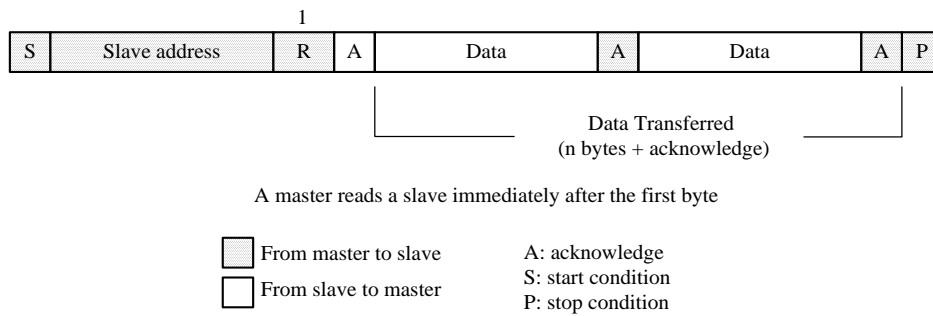 1
S Slave address R A Data A Data A P
Data Transferred
(n bytes + acknowledge)
A master reads a slave immediately after the first byte
From master to slave
From slave to master
A: acknowledge
S: start condition
P: stop condition